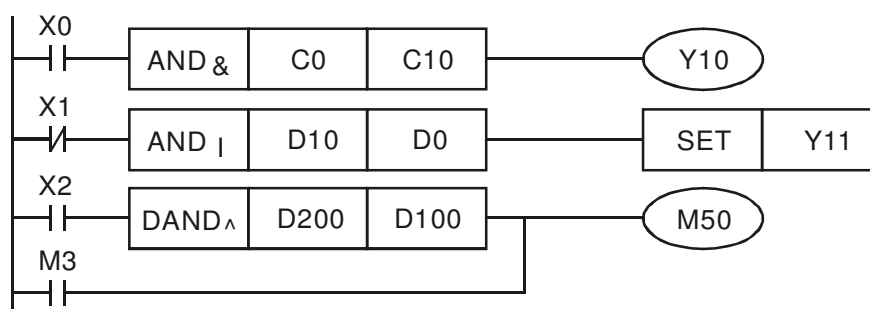 X0
AND & C0 C10 Y10
X1
AND | D10 D0 SET Y11
X2
DAND^ D200 D100 M50
M3